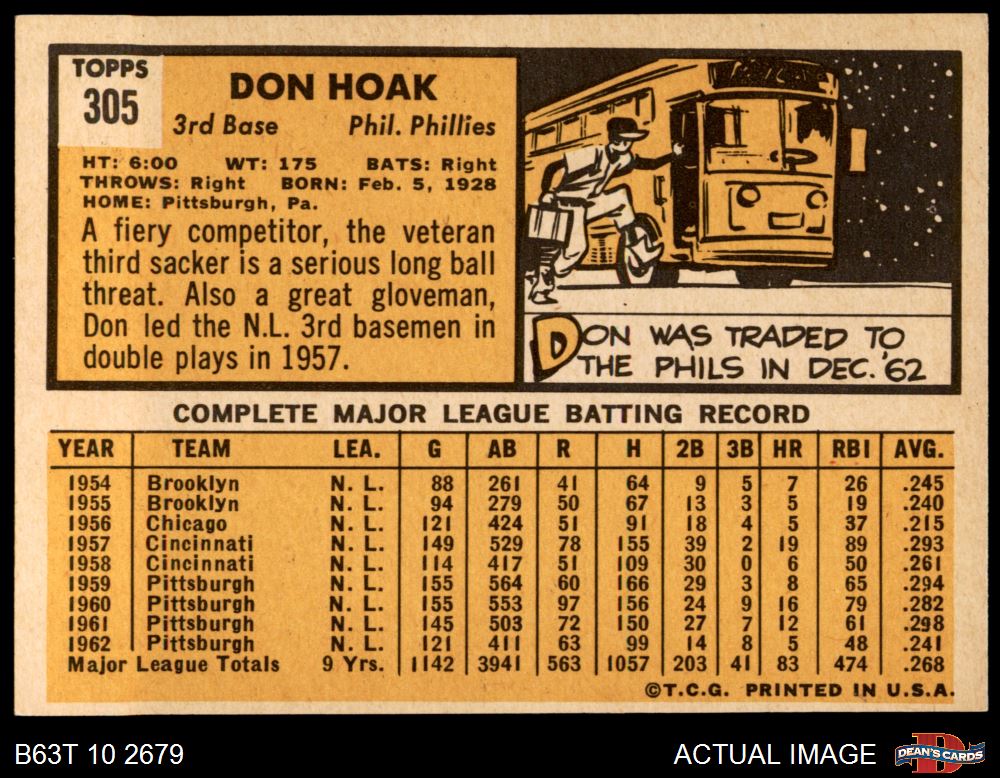 TOPPS
305
DON HOAK
3rd Base Phil. Phillies
HT: 6:00 WT: 175 BATS: Right
THROWS: Right BORN: Feb. 5, 1928
HOME: Pittsburgh, Pa.
A fiery competitor, the veteran
third sacker is a serious long ball
threat. Also a great gloveman,
Don led the N.L. 3rd basemen in
double plays in 1957.
DON WAS TRADED TO
THE PHILS IN DEC. '62
COMPLETE MAJOR LEAGUE BATTING RECORD
YEAR TEAM LEA. G AB R H 2B 3B HR RBI AVG.
1954 Brooklyn N. L. 88 261 41 64 9 5 7 26 .245
1955 Brooklyn N. L. 94 279 50 67 13 3 5 19 .240
1956 Chicago N. L. 121 424 51 91 18 4 5 37 .215
1957 Cincinnati N. L. 149 529 78 155 39 2 19 89 .293
1958 Cincinnati N. L. 114 417 51 109 30 0 6 50 .261
1959 Pittsburgh N. L. 155 564 60 166 29 3 8 65 .294
1960 Pittsburgh N. L. 155 553 97 156 24 9 16 79 .282
1961 Pittsburgh N. L. 145 503 72 150 27 7 12 61 .298
1962 Pittsburgh N. L. 121 411 63 99 14 8 5 48 .241
Major League Totals 9 Yrs. 1142 3941 563 1057 203 41 83 474 .268
©T.C.G. PRINTED IN U.S.A.
B63T 10 2679 ACTUAL IMAGE DEAN'S CARDS